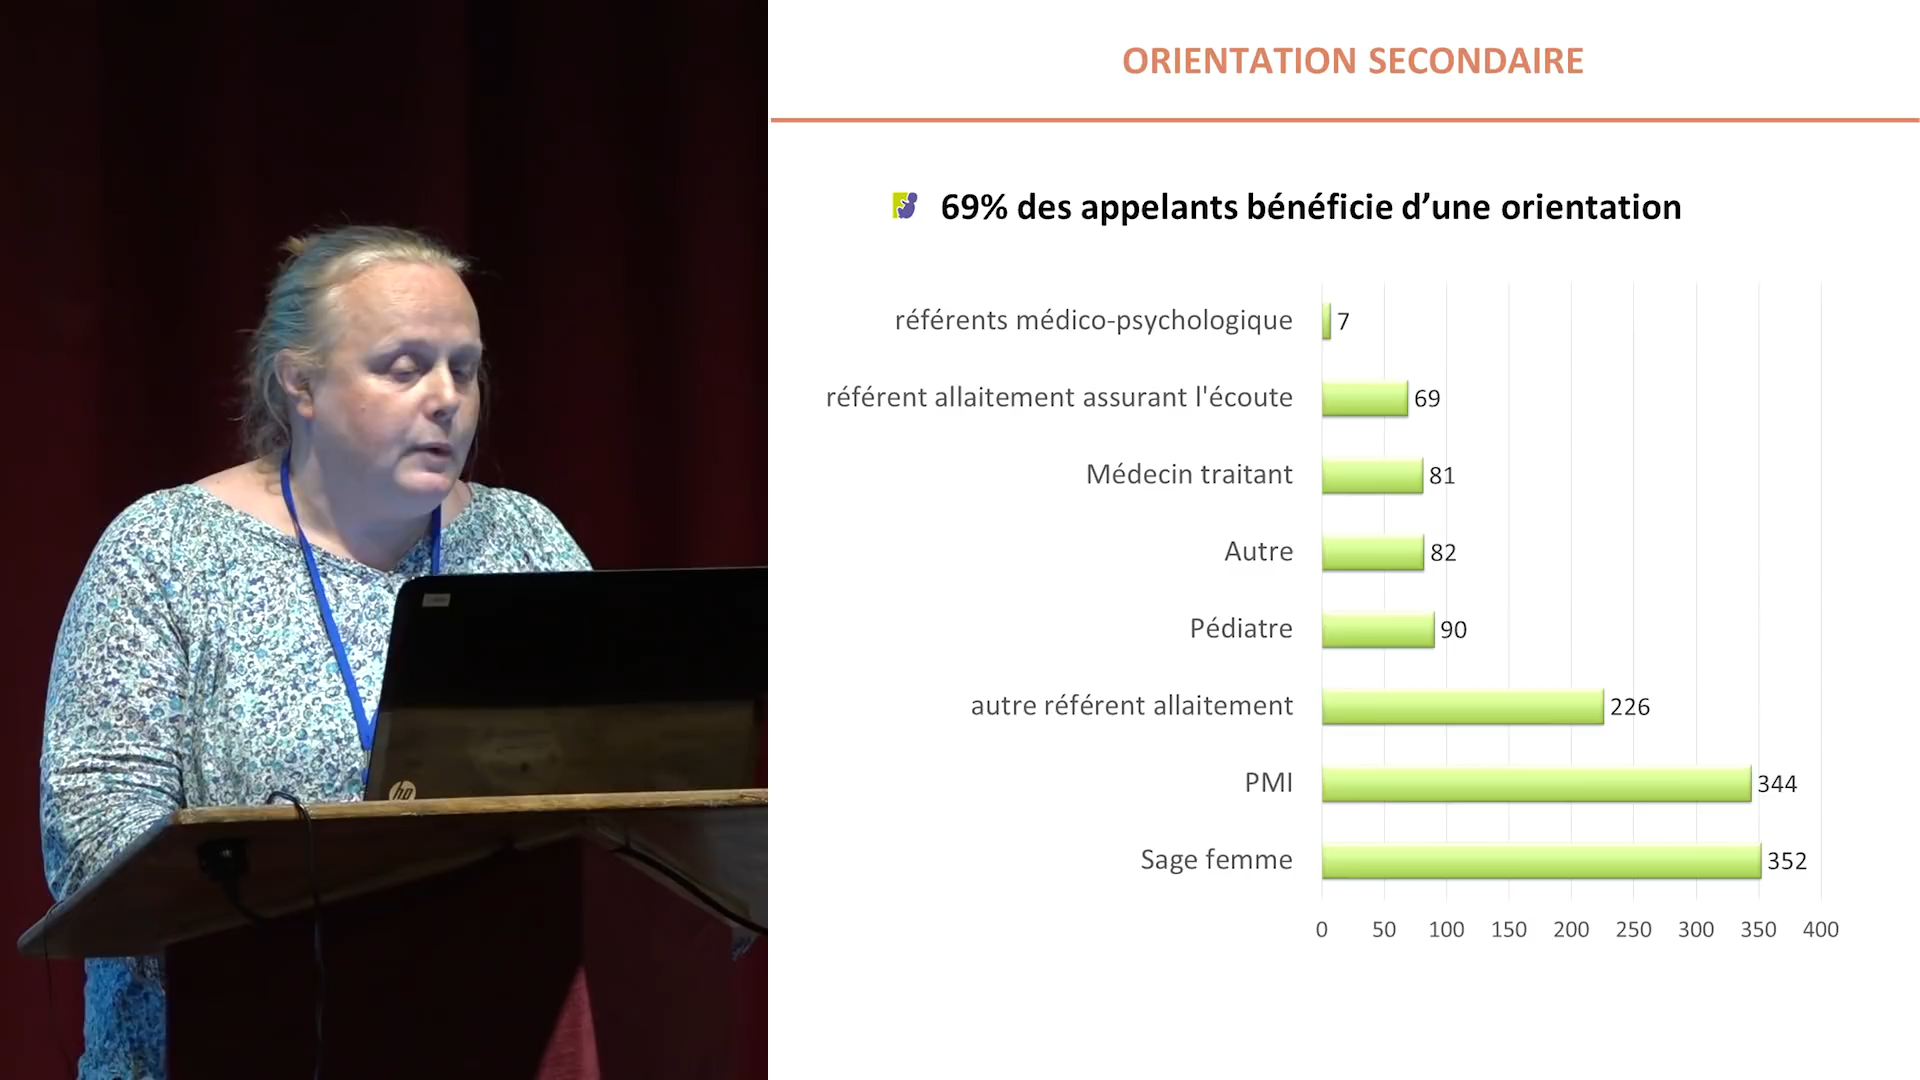 ORIENTATION SECONDAIRE
69% des appelants bénéficie d’une orientation
référents médico-psychologique 7
référent allaitement assurant l'écoute 69
Médecin traitant 81
Autre 82
Pédiatre 90
autre référent allaitement 226
PMI 344
Sage femme 352
0 50 100 150 200 250 300 350 400
hp